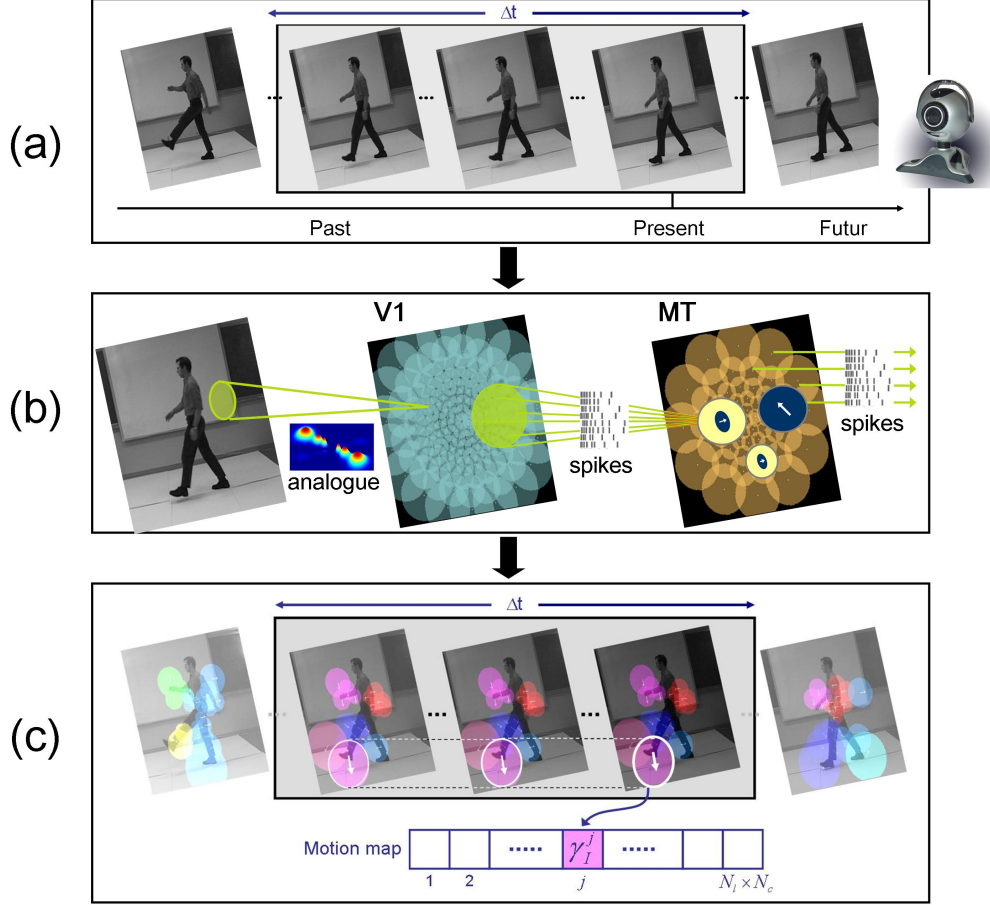 (a)
Δt
... ... ... ...
Past Present Futur
(b)
V1 MT
analogue spikes spikes
(c)
Δt
... ... ... ...
Motion map ..... γ_I^j .....
1 2 j N_l × N_c